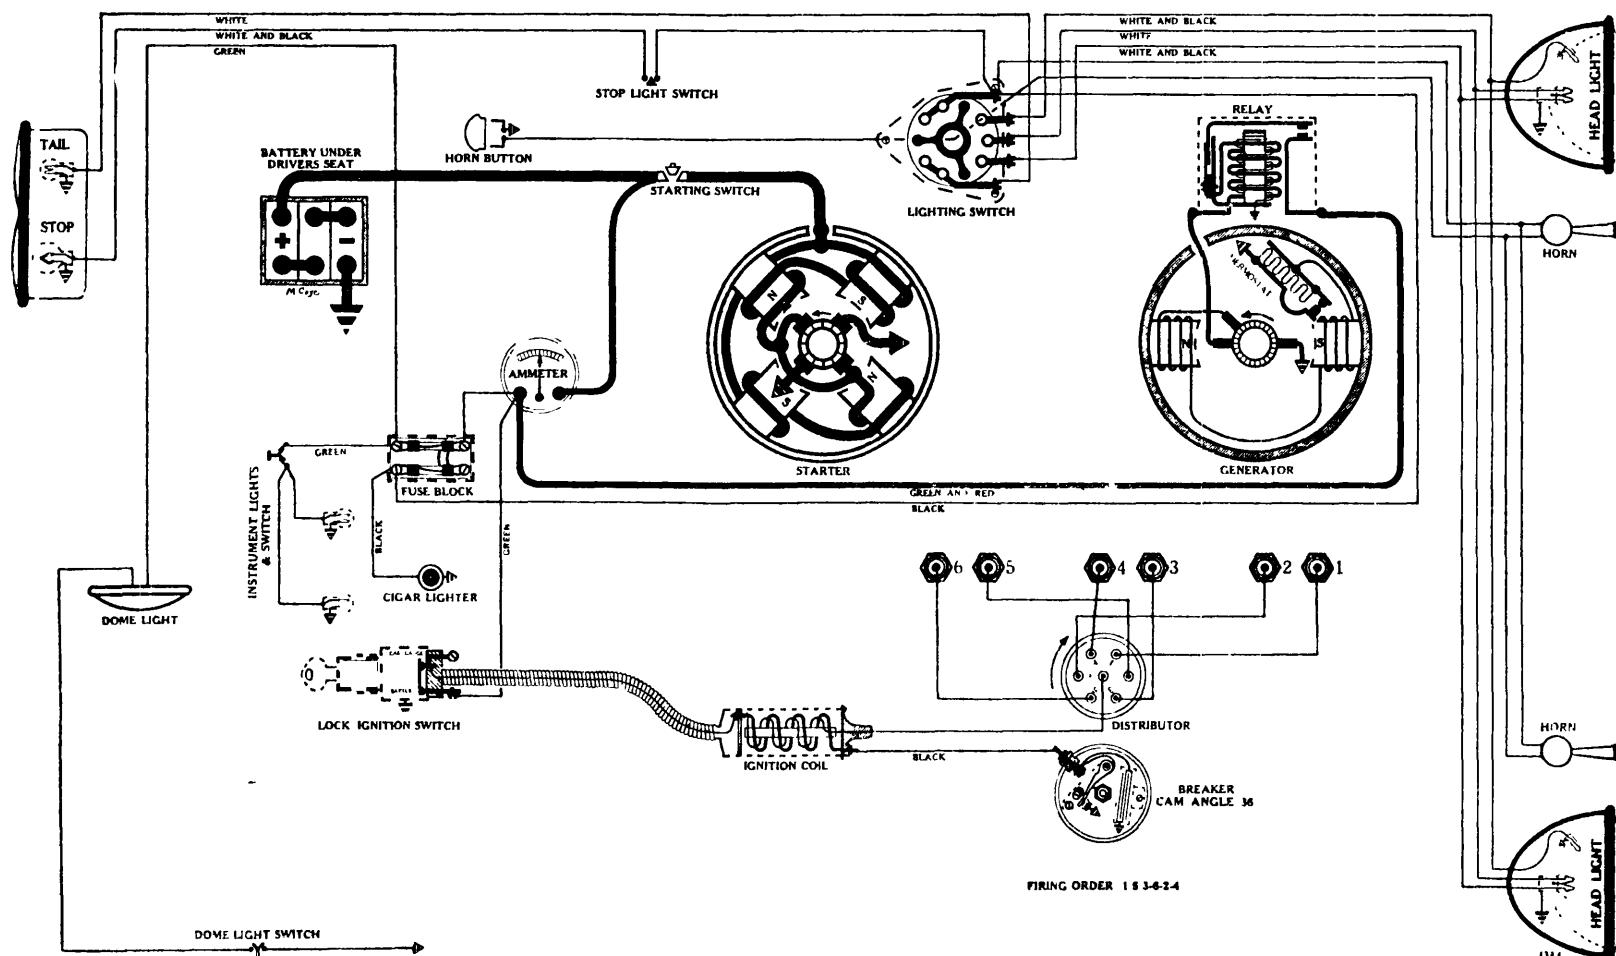 WHITE
WHITE AND BLACK
GREEN
WHITE AND BLACK
WHITE
WHITE AND BLACK
STOP LIGHT SWITCH
HEAD LIGHT
RELAY
TAIL
BATTERY UNDER
DRIVERS SEAT
HORN BUTTON
STARTING SWITCH
LIGHTING SWITCH
STOP
+
-
HORN
THERMOSTAT
N
S
N
S
N
S
AMMETER
STARTER
GENERATOR
GREEN
FUSE BLOCK
GREEN AND RED
BLACK
INSTRUMENT LIGHTS
& SWITCH
BLACK
GREEN
6
5
4
3
2
1
CIGAR LIGHTER
DOME LIGHT
LOCK IGNITION SWITCH
DISTRIBUTOR
HORN
IGNITION COIL
BLACK
BREAKER
CAM ANGLE 36
FIRING ORDER 1 5 3-6-2-4
HEAD LIGHT
DOME LIGHT SWITCH